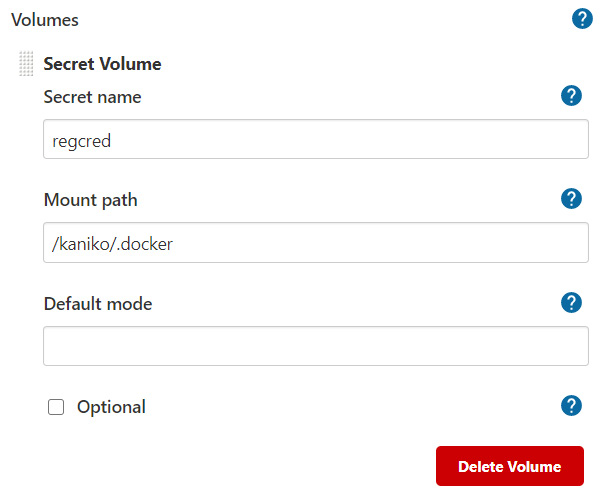 Volumes ?
Secret Volume
Secret name ?
regcred
Mount path ?
/kaniko/.docker
Default mode ?
Optional ?
Delete Volume